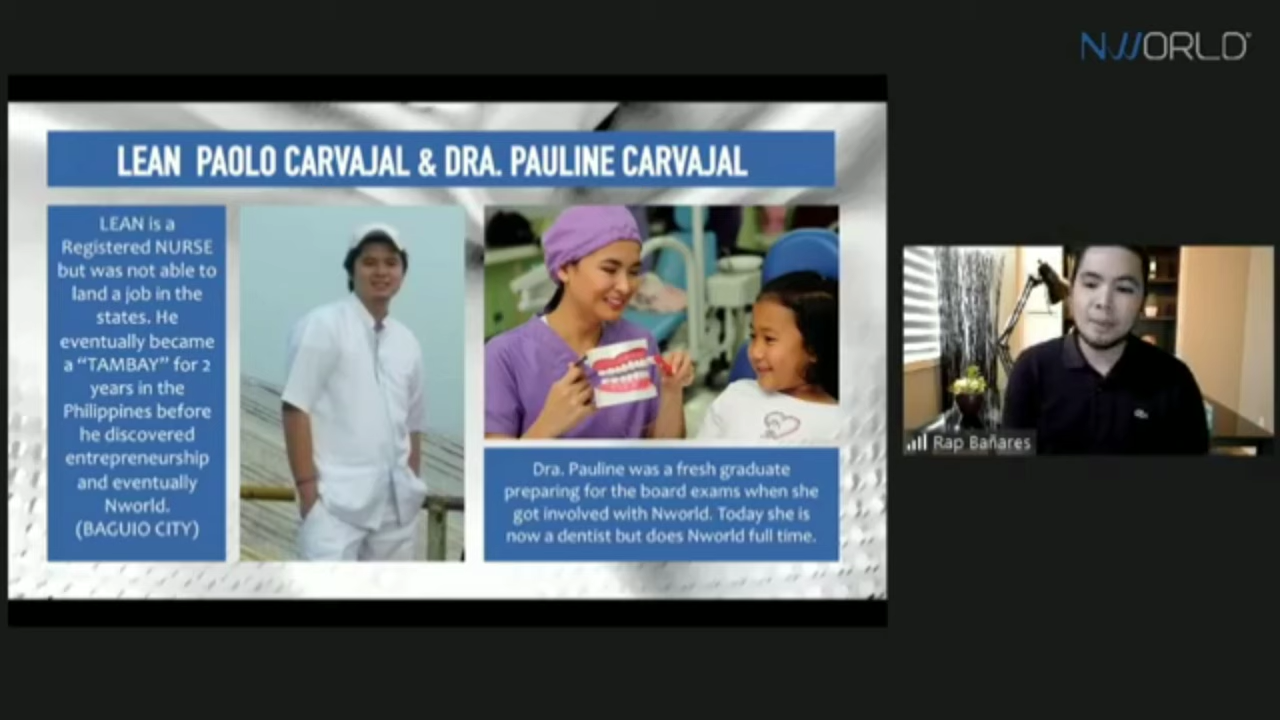 NWORLD
LEAN PAOLO CARVAJAL & DRA. PAULINE CARVAJAL
LEAN is a
Registered NURSE
but was not able to
land a job in the
states. He
eventually became
a “TAMBAY” for 2
years in the
Philippines before
he discovered
entrepreneurship
and eventually
Nworld.
(BAGUIO CITY)
Dra. Pauline was a fresh graduate
preparing for the board exams when she
got involved with Nworld. Today she is
now a dentist but does Nworld full time.
Rap Bañares